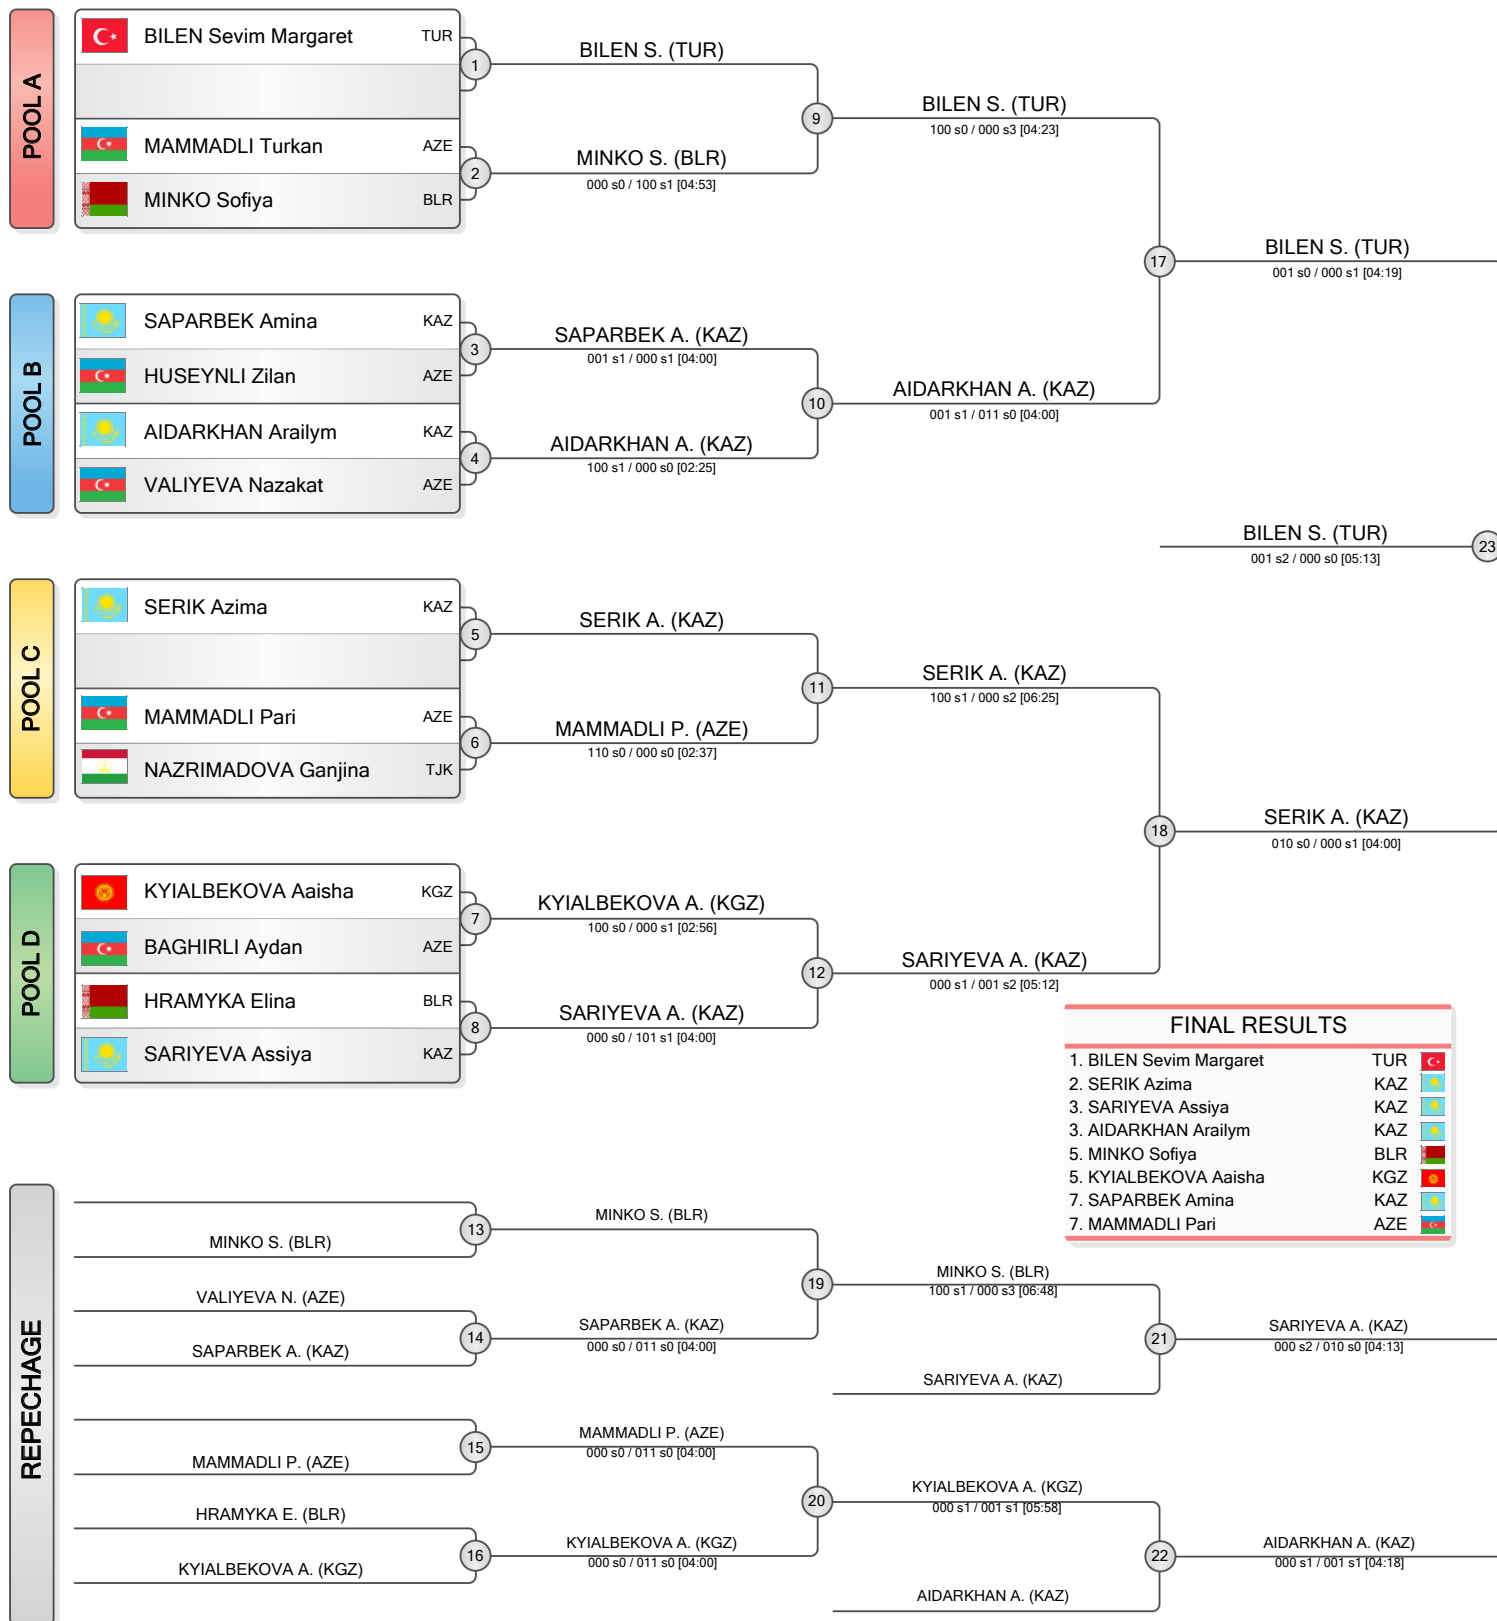 POOL A
BILEN Sevim Margaret TUR
MAMMADLI Turkan AZE
MINKO Sofiya BLR
1
BILEN S. (TUR)
2
MINKO S. (BLR)
000 s0 / 100 s1 [04:53]
9
BILEN S. (TUR)
100 s0 / 000 s3 [04:23]
POOL B
SAPARBEK Amina KAZ
HUSEYNLI Zilan AZE
AIDARKHAN Arailym KAZ
VALIYEVA Nazakat AZE
3
SAPARBEK A. (KAZ)
001 s1 / 000 s1 [04:00]
4
AIDARKHAN A. (KAZ)
100 s1 / 000 s0 [02:25]
10
AIDARKHAN A. (KAZ)
001 s1 / 011 s0 [04:00]
17
BILEN S. (TUR)
001 s0 / 000 s1 [04:19]
BILEN S. (TUR)
001 s2 / 000 s0 [05:13]
23
POOL C
SERIK Azima KAZ
MAMMADLI Pari AZE
NAZRIMADOVA Ganjina TJK
5
SERIK A. (KAZ)
6
MAMMADLI P. (AZE)
110 s0 / 000 s0 [02:37]
11
SERIK A. (KAZ)
100 s1 / 000 s2 [06:25]
POOL D
KYIALBEKOVA Aaisha KGZ
BAGHIRLI Aydan AZE
HRAMYKA Elina BLR
SARIYEVA Assiya KAZ
7
KYIALBEKOVA A. (KGZ)
100 s0 / 000 s1 [02:56]
8
SARIYEVA A. (KAZ)
000 s0 / 101 s1 [04:00]
12
SARIYEVA A. (KAZ)
000 s1 / 001 s2 [05:12]
18
SERIK A. (KAZ)
010 s0 / 000 s1 [04:00]
FINAL RESULTS
1. BILEN Sevim Margaret TUR
2. SERIK Azima KAZ
3. SARIYEVA Assiya KAZ
3. AIDARKHAN Arailym KAZ
5. MINKO Sofiya BLR
5. KYIALBEKOVA Aaisha KGZ
7. SAPARBEK Amina KAZ
7. MAMMADLI Pari AZE
REPECHAGE
MINKO S. (BLR)
13
MINKO S. (BLR)
VALIYEVA N. (AZE)
SAPARBEK A. (KAZ)
14
SAPARBEK A. (KAZ)
000 s0 / 011 s0 [04:00]
19
MINKO S. (BLR)
100 s1 / 000 s3 [06:48]
SARIYEVA A. (KAZ)
21
SARIYEVA A. (KAZ)
000 s2 / 010 s0 [04:13]
MAMMADLI P. (AZE)
15
MAMMADLI P. (AZE)
000 s0 / 011 s0 [04:00]
HRAMYKA E. (BLR)
KYIALBEKOVA A. (KGZ)
16
KYIALBEKOVA A. (KGZ)
000 s0 / 011 s0 [04:00]
20
KYIALBEKOVA A. (KGZ)
000 s1 / 001 s1 [05:58]
AIDARKHAN A. (KAZ)
22
AIDARKHAN A. (KAZ)
000 s1 / 001 s1 [04:18]